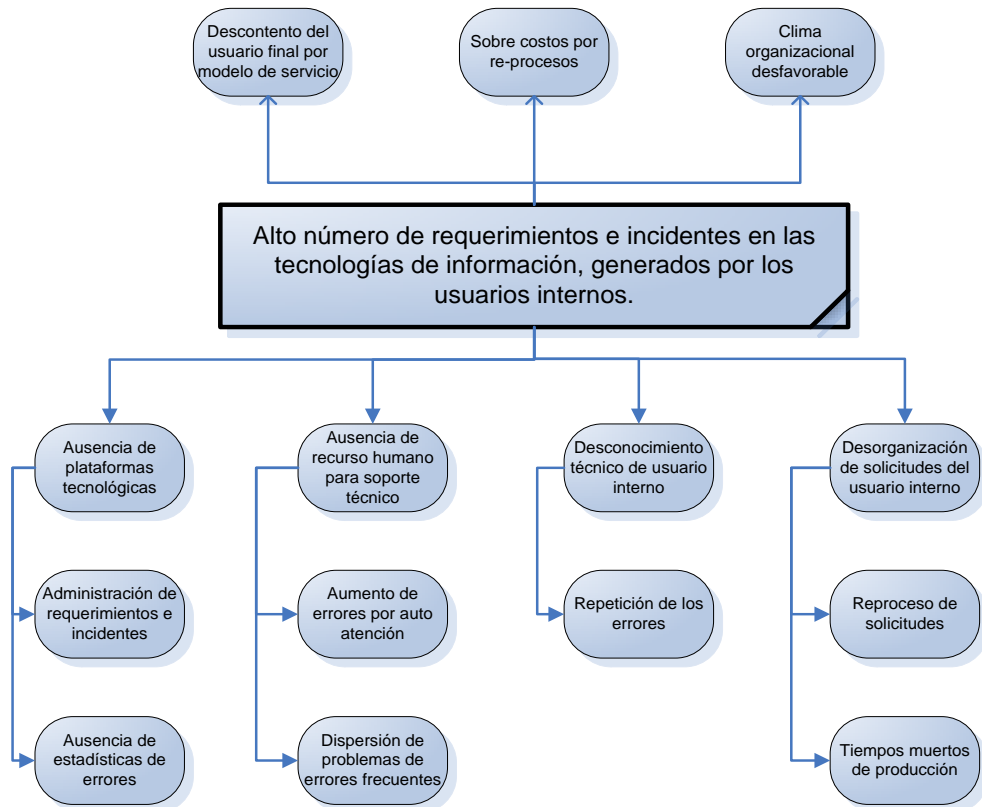 Descontento del
usuario final por
modelo de servicio
Sobre costos por
re-procesos
Clima
organizacional
desfavorable
Alto número de requerimientos e incidentes en las
tecnologías de información, generados por los
usuarios internos.
Ausencia de
plataformas
tecnológicas
Ausencia de
recurso humano
para soporte
técnico
Desconocimiento
técnico de usuario
interno
Desorganización
de solicitudes del
usuario interno
Administración de
requerimientos e
incidentes
Aumento de
errores por auto
atención
Repetición de los
errores
Reproceso de
solicitudes
Ausencia de
estadísticas de
errores
Dispersión de
problemas de
errores frecuentes
Tiempos muertos
de producción